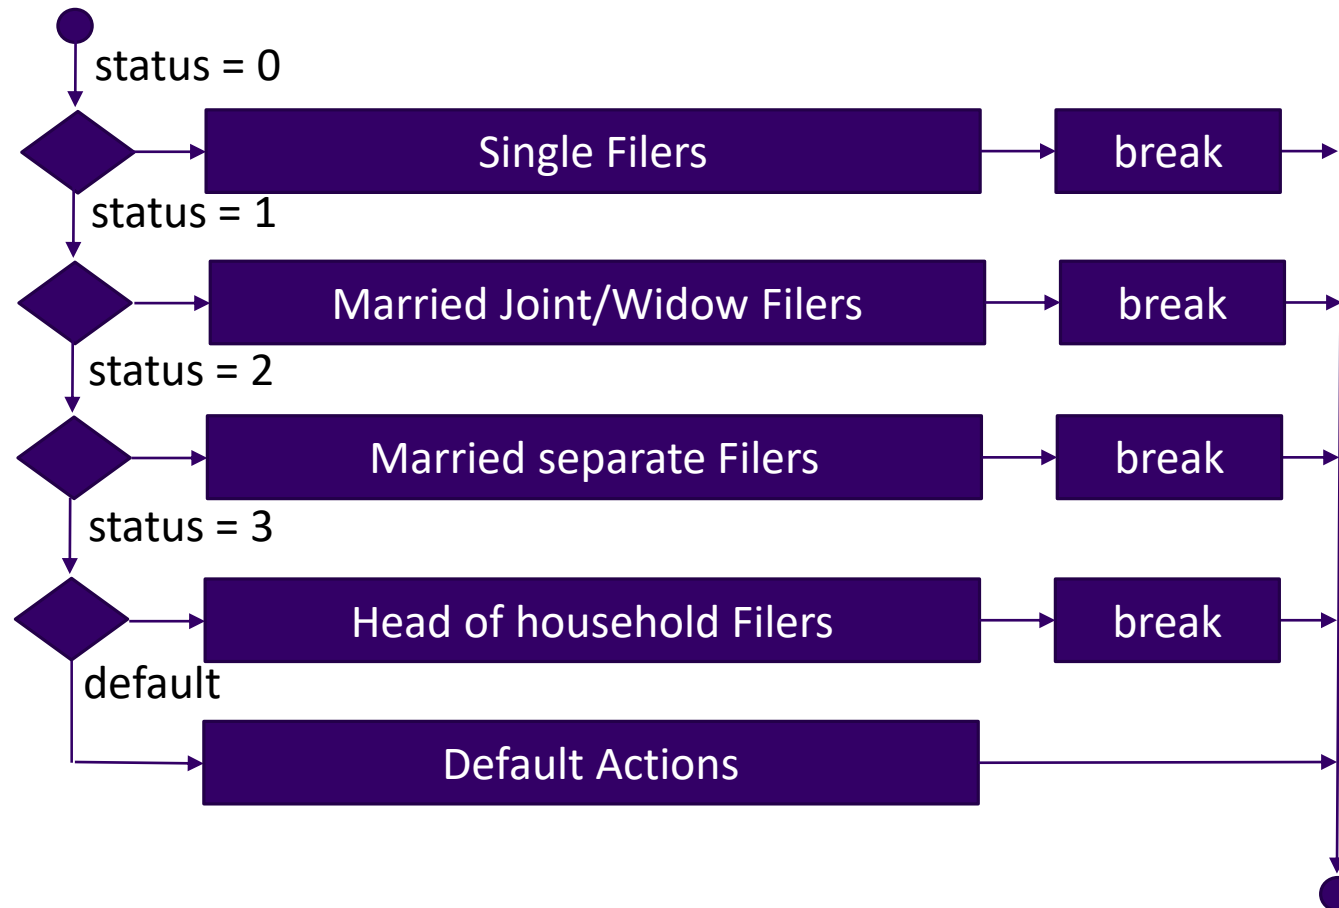 status = 0
Single Filers
break
status = 1
Married Joint/Widow Filers
break
status = 2
Married separate Filers
break
status = 3
Head of household Filers
break
default
Default Actions